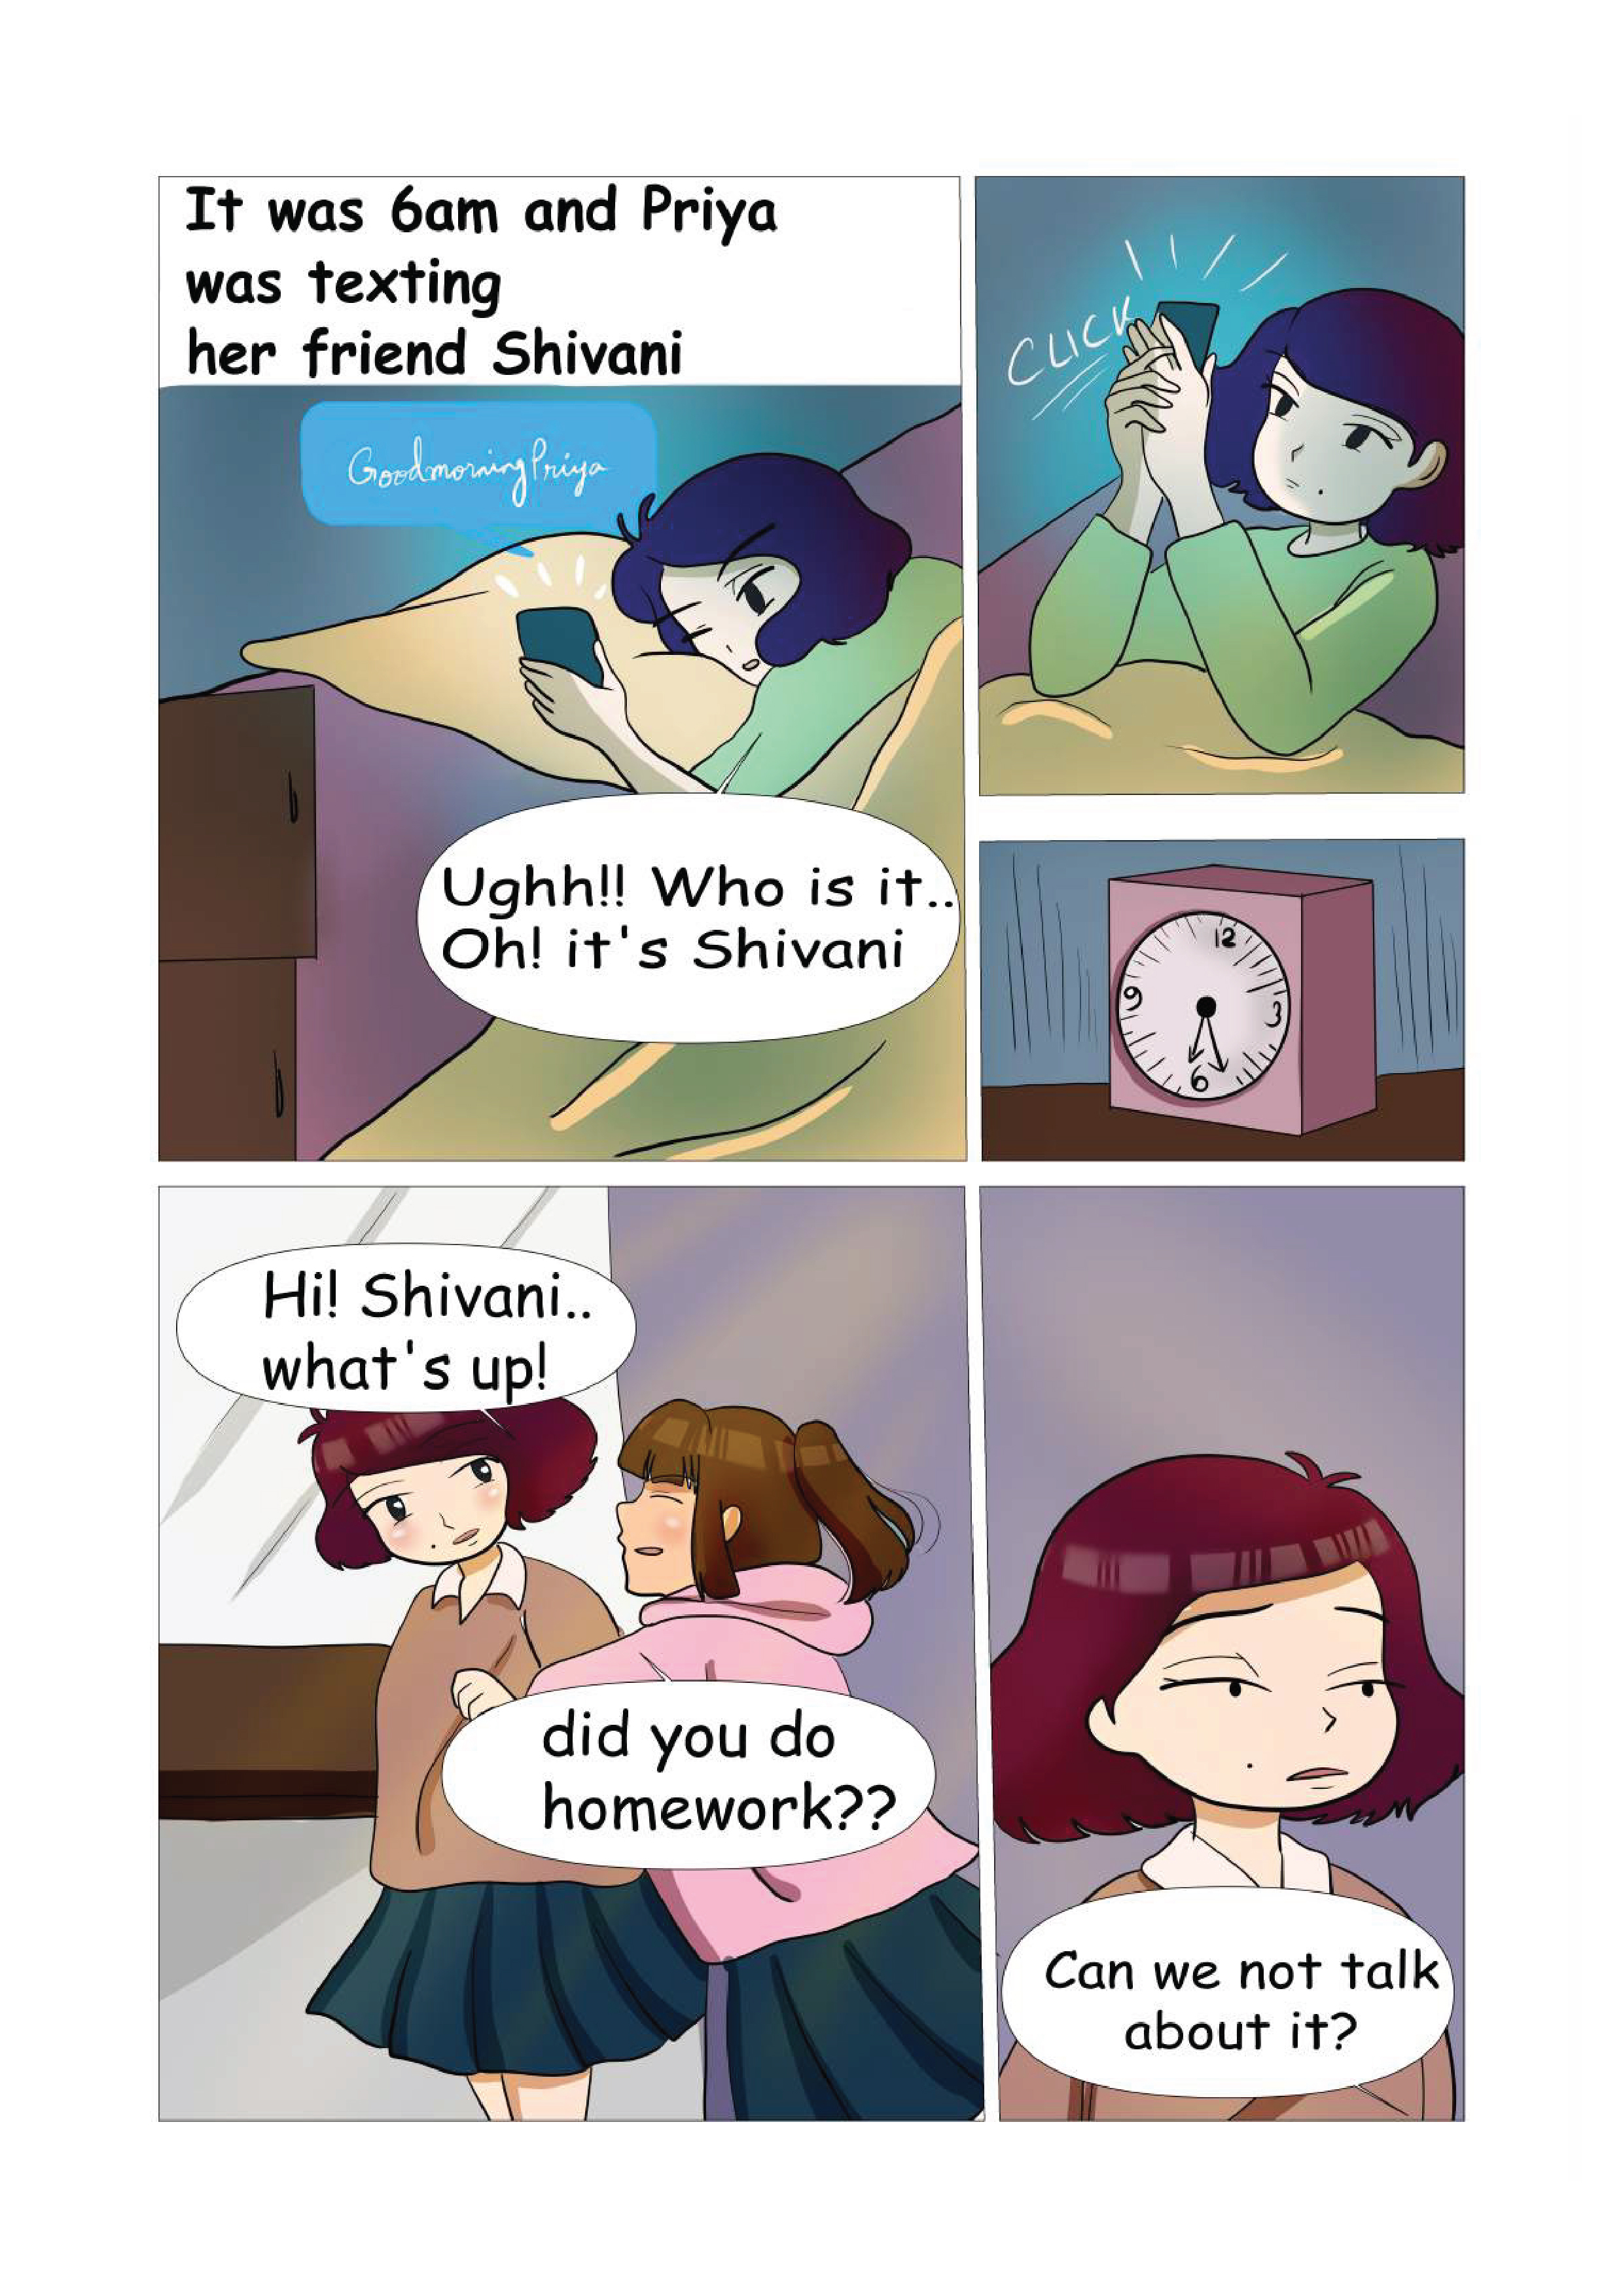 It was 6am and Priya
was texting
her friend Shivani
Goodmorning Priya
Ughh!! Who is it..
Oh! it's Shivani
CLICK
12
9
3
6
Hi! Shivani..
what's up!
did you do
homework??
Can we not talk
about it?